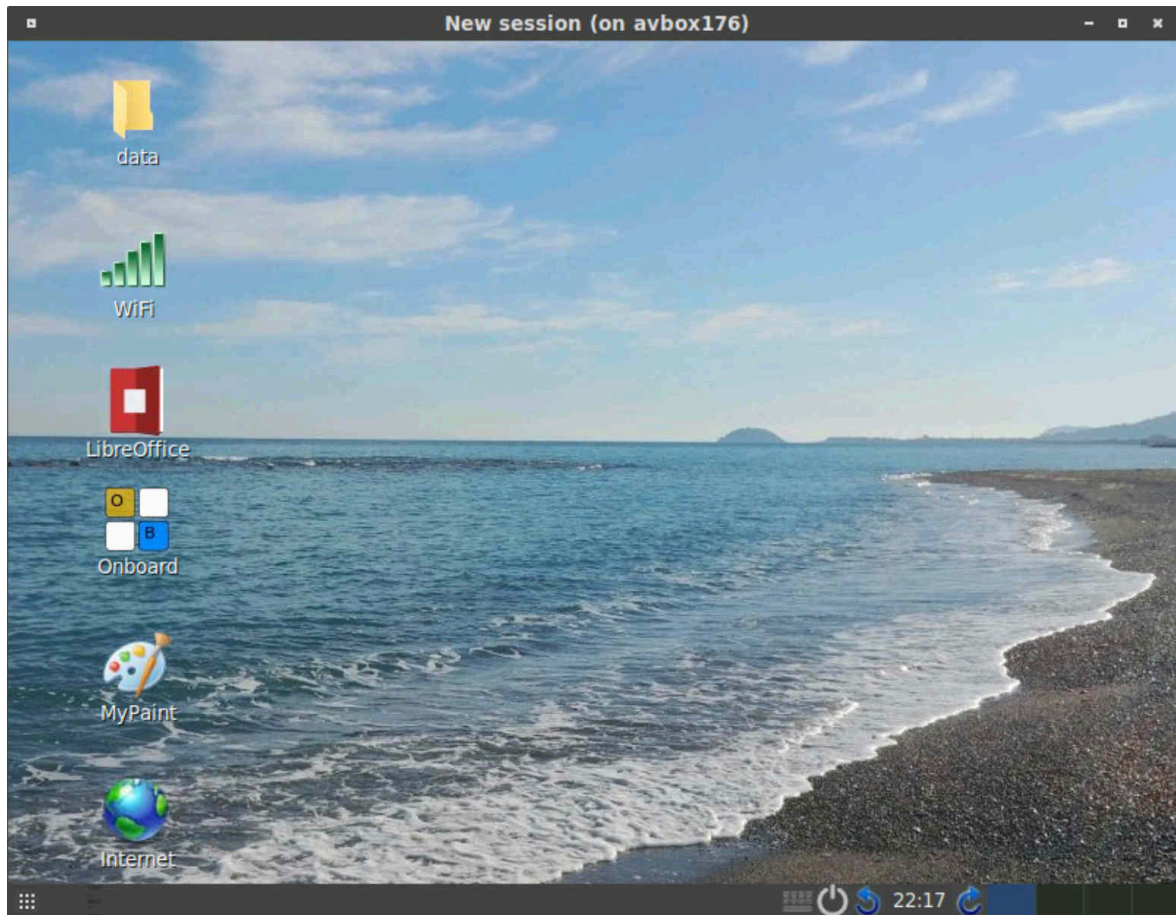 New session (on avbox176)
data
WiFi
LibreOffice
O
B
Onboard
MyPaint
Internet
22:17